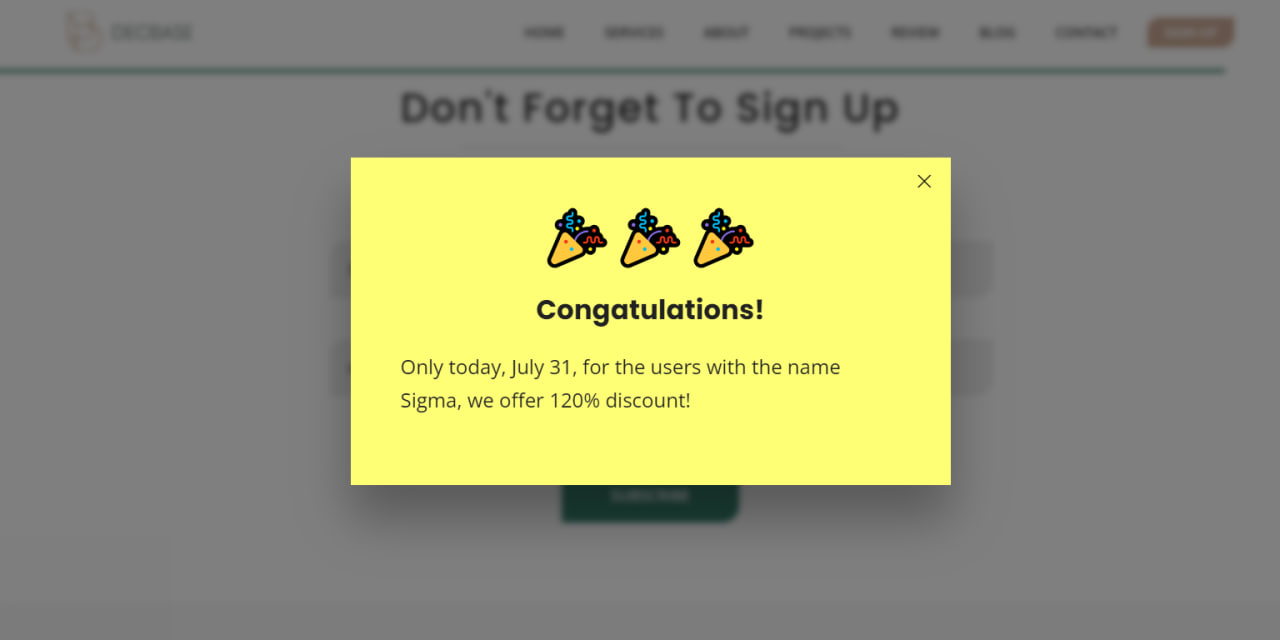 DECBASE
HOME SERVICES ABOUT PROJECTS REVIEW BLOG CONTACT SIGN UP
Don't Forget To Sign Up
Congatulations!
Only today, July 31, for the users with the name
Sigma, we offer 120% discount!
SUBSCRIBE